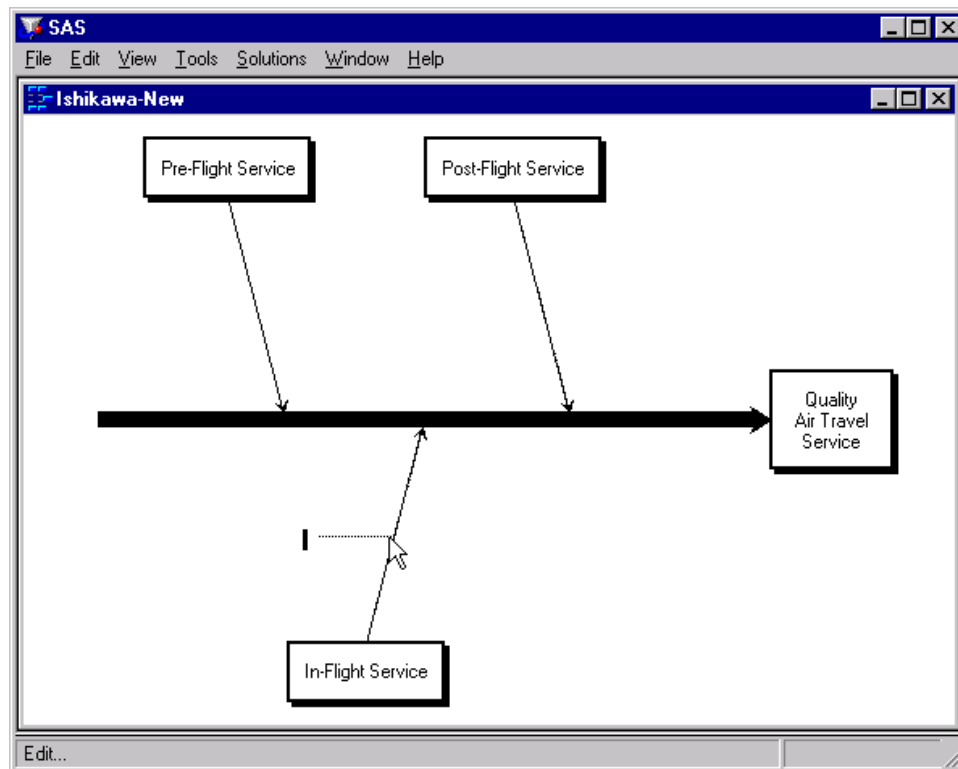 SAS
File Edit View Tools Solutions Window Help
Ishikawa-New
Pre-Flight Service
Post-Flight Service
Quality
Air Travel
Service
In-Flight Service
Edit...